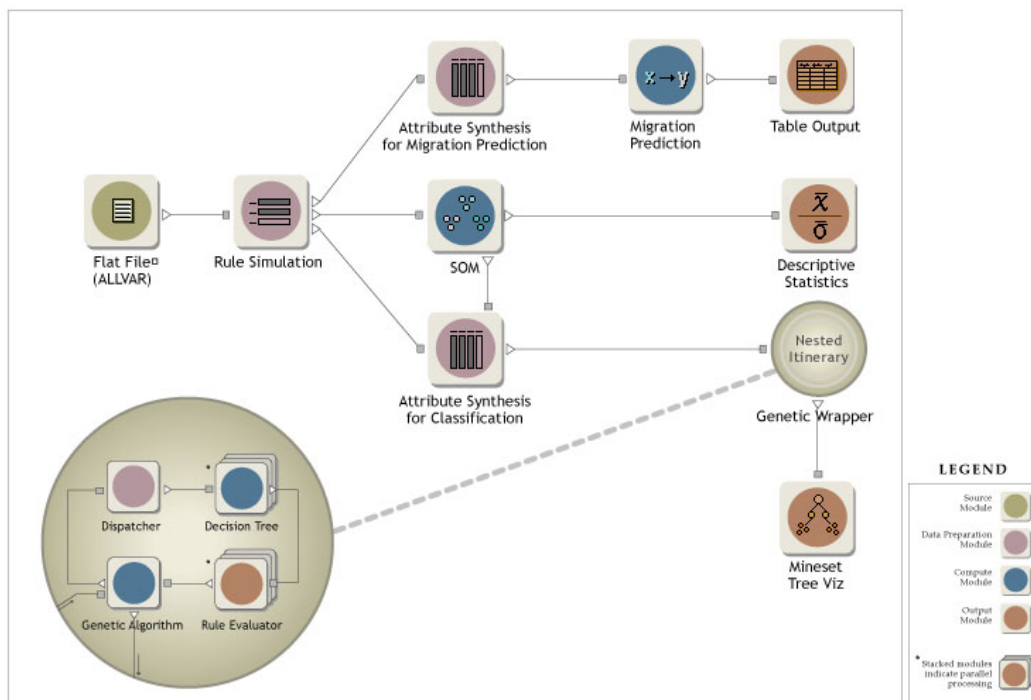 Attribute Synthesis
for Migration Prediction
x → y
Migration
Prediction
Table Output
Flat File
(ALLVAR)
Rule Simulation
SOM
x̄
σ̄
Descriptive
Statistics
Attribute Synthesis
for Classification
Nested
Itinerary
Genetic Wrapper
Mineset
Tree Viz
*
Dispatcher
Decision Tree
*
Genetic Algorithm
Rule Evaluator
LEGEND
Source
Module
Data Preparation
Module
Compute
Module
Output
Module
*Stacked modules
indicate parallel
processing